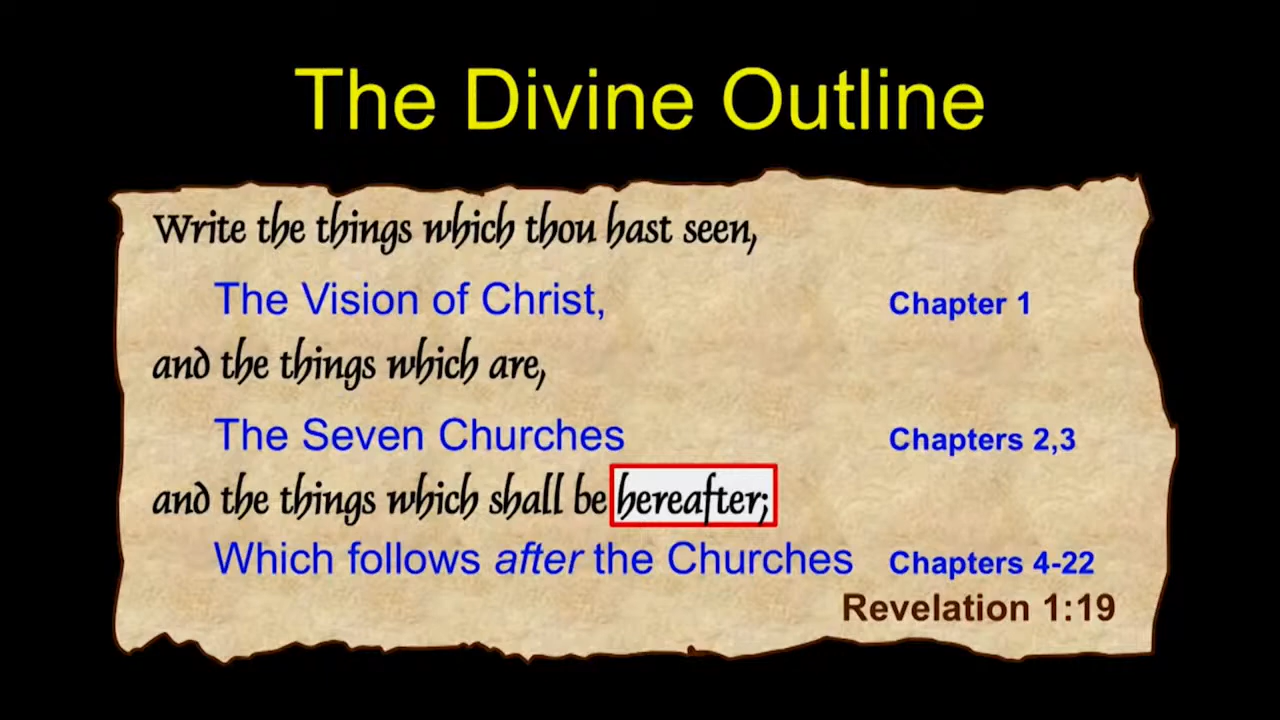 The Divine Outline
Write the things which thou hast seen,
The Vision of Christ, Chapter 1
and the things which are,
The Seven Churches Chapters 2,3
and the things which shall be hereafter;
Which follows after the Churches Chapters 4-22
Revelation 1:19